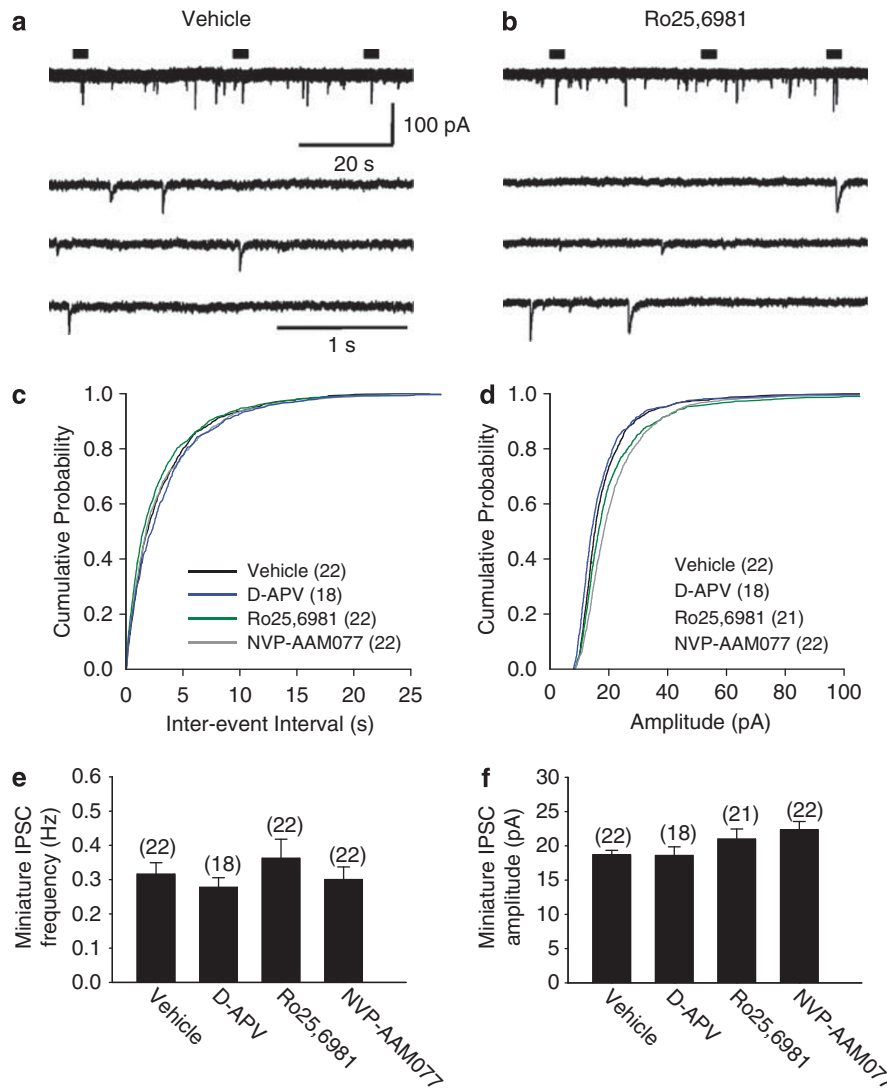 a Vehicle
b Ro25,6981
100 pA
20 s
1 s
c
1.0
0.8
0.6
0.4
0.2
0.0
Cumulative Probability
Vehicle (22)
D-APV (18)
Ro25,6981 (22)
NVP-AAM077 (22)
0 5 10 15 20 25
Inter-event Interval (s)
d
1.0
0.8
0.6
0.4
0.2
0.0
Cumulative Probability
Vehicle (22)
D-APV (18)
Ro25,6981 (21)
NVP-AAM077 (22)
0 20 40 60 80 100
Amplitude (pA)
e
0.6
0.5
0.4
0.3
0.2
0.1
0.0
Miniature IPSC
frequency (Hz)
(22)
(18)
(22)
(22)
Vehicle
D-APV
Ro25,6981
NVP-AAM077
f
30
25
20
15
10
5
0
Miniature IPSC
amplitude (pA)
(22)
(18)
(21)
(22)
Vehicle
D-APV
Ro25,6981
NVP-AAM077